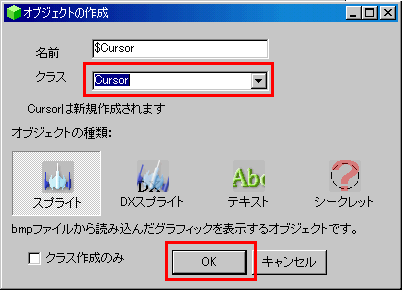 オブジェクトの作成
名前 $Cursor
クラス Cursor
Cursorは新規作成されます
オブジェクトの種類:
スプライト DXスプライト テキスト シークレット
bmpファイルから読み込んだグラフィックを表示するオブジェクトです。
クラス作成のみ OK キャンセル